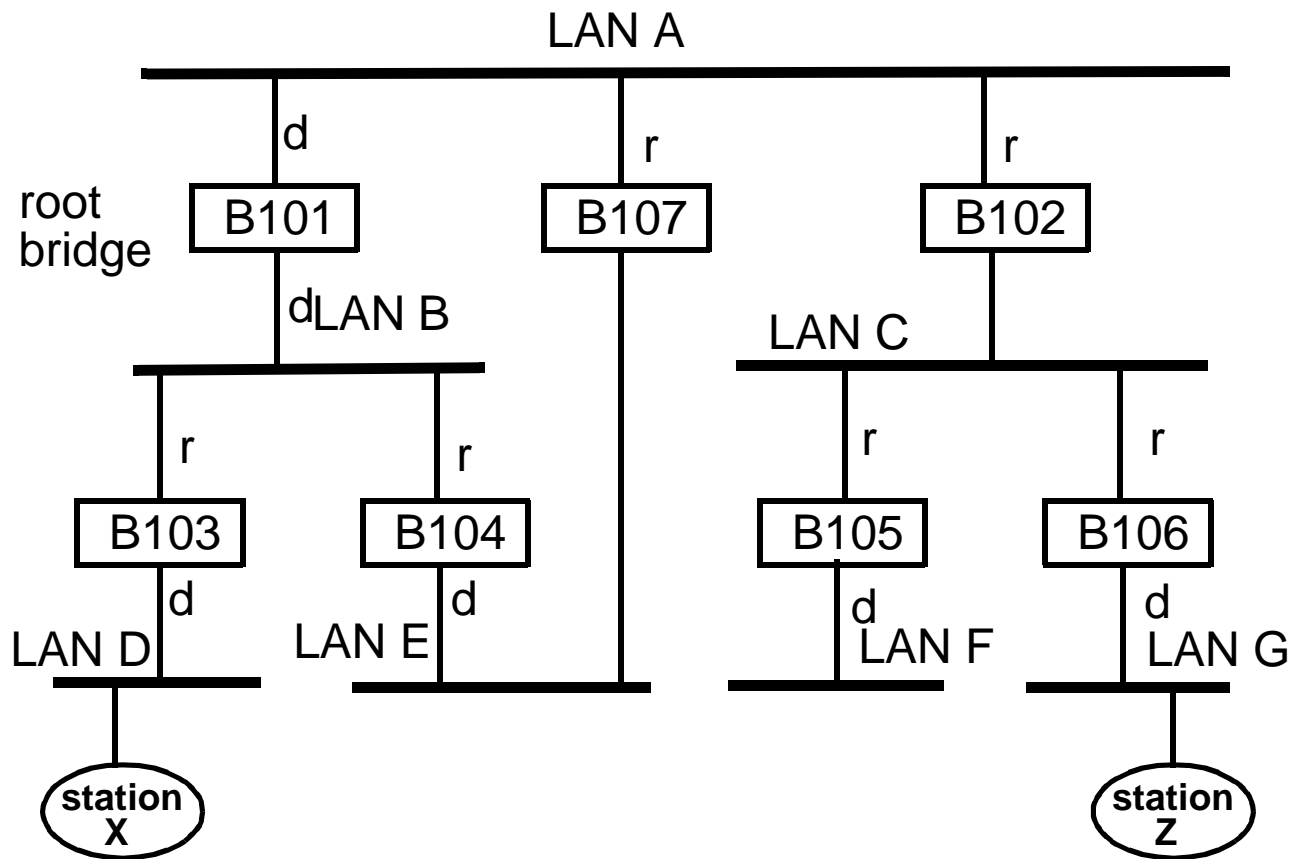 LAN A
d
r
r
root
bridge
B101
B107
B102
d
LAN B
LAN C
r
r
r
r
B103
B104
B105
B106
d
d
d
d
LAN D
LAN E
LAN F
LAN G
station
X
station
Z